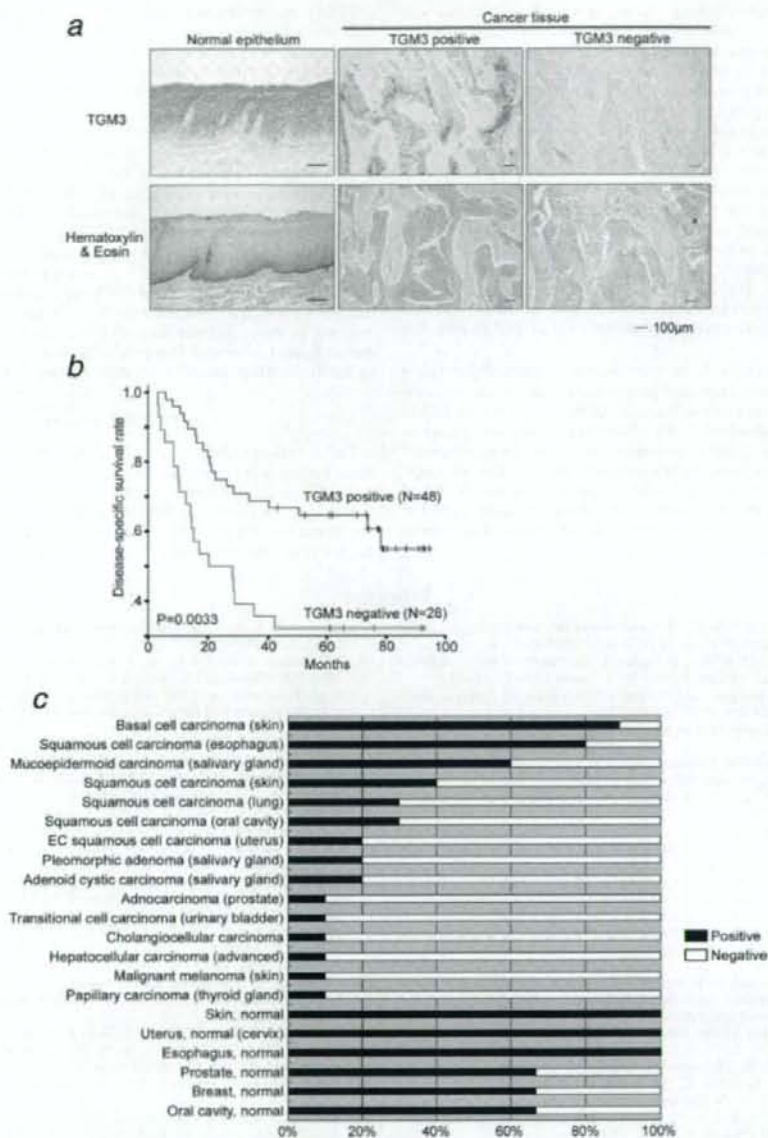 a
Cancer tissue
Normal epithelium TGM3 positive TGM3 negative
TGM3
Hematoxylin
& Eosin
100µm
b
Disease-specific survival rate
1.0
.8
.6
.4
TGM3 positive (N=48)
TGM3 negative (N=28)
P=0.0033
0 20 40 60 80 100
Months
c
Basal cell carcinoma (skin)
Squamous cell carcinoma (esophagus)
Mucoepidermoid carcinoma (salivary gland)
Squamous cell carcinoma (skin)
Squamous cell carcinoma (lung)
Squamous cell carcinoma (oral cavity)
EC squamous cell carcinoma (uterus)
Pleomorphic adenoma (salivary gland)
Adenoid cystic carcinoma (salivary gland)
Adnocarcinoma (prostate)
Transitional cell carcinoma (urinary bladder)
Cholangiocellular carcinoma
Hepatocellular carcinoma (advanced)
Malignant melanoma (skin)
Papillary carcinoma (thyroid gland)
Skin, normal
Uterus, normal (cervix)
Esophagus, normal
Prostate, normal
Breast, normal
Oral cavity, normal
Positive
Negative
0% 20% 40% 60% 80% 100%